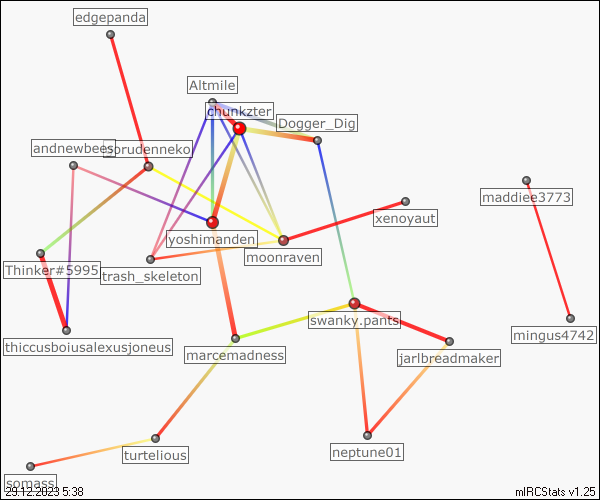 edgepanda
Altmile
chunkzter
Dogger_Dig
andnewbees
sprudenneko
maddiee3773
xenoyaut
yoshimanden
moonraven
Thinker#5995
trash_skeleton
swanky.pants
mingus4742
thiccusboiusalexusjoneus
marcemadness
jarlbreadmaker
neptune01
turtelious
somass
29.12.2023 5:38
mIRCStats v1.25